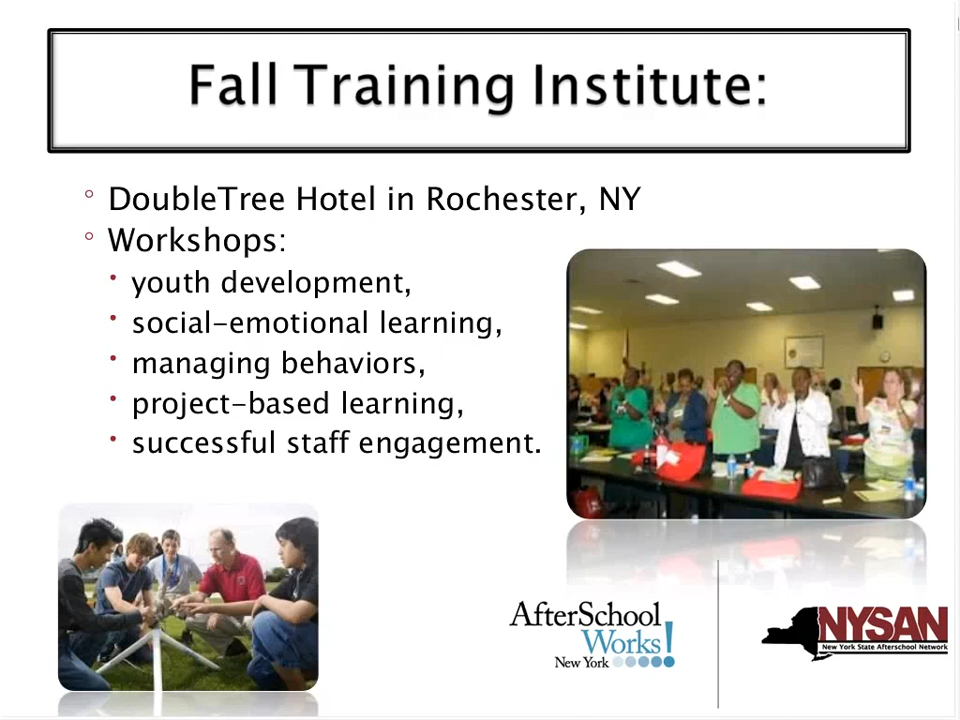 Fall Training Institute:
DoubleTree Hotel in Rochester, NY
Workshops:
youth development,
social-emotional learning,
managing behaviors,
project-based learning,
successful staff engagement.
AfterSchool
Works!
New York
NYSAN
New York State Afterschool Network